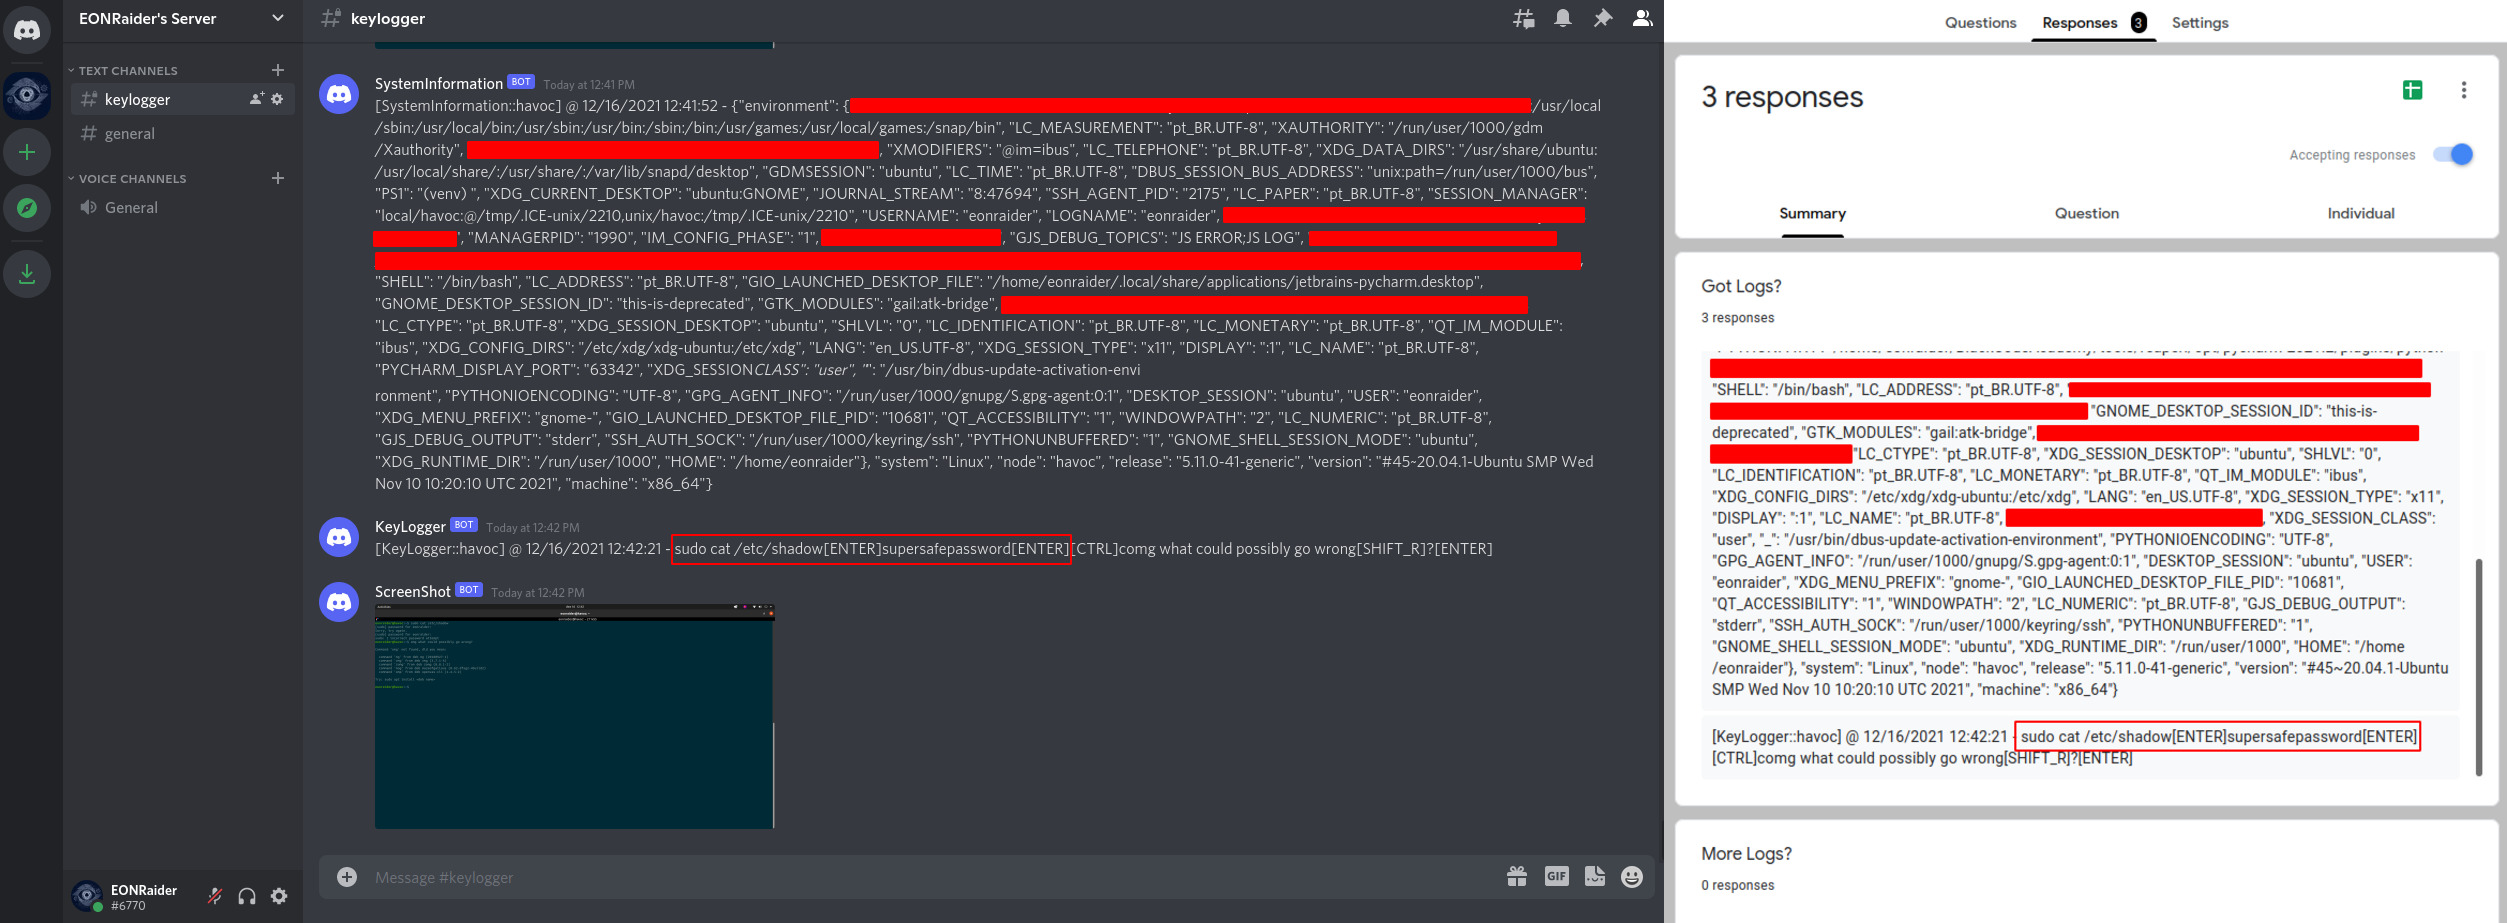 EONRaider's Server
TEXT CHANNELS
keylogger
general
VOICE CHANNELS
General
EONRaider
#6770
keylogger
SystemInformation BOT Today at 12:41 PM
[SystemInformation::havoc] @ 12/16/2021 12:41:52 - {"environment": { :/usr/local
/sbin:/usr/local/bin:/usr/sbin:/usr/bin:/sbin:/bin:/usr/games:/usr/local/games:/snap/bin", "LC_MEASUREMENT": "pt_BR.UTF-8", "XAUTHORITY": "/run/user/1000/gdm
/Xauthority", , "XMODIFIERS": "@im=ibus", "LC_TELEPHONE": "pt_BR.UTF-8", "XDG_DATA_DIRS": "/usr/share/ubuntu:
/usr/local/share/:/usr/share/:/var/lib/snapd/desktop", "GDMSESSION": "ubuntu", "LC_TIME": "pt_BR.UTF-8", "DBUS_SESSION_BUS_ADDRESS": "unix:path=/run/user/1000/bus",
"PS1": "(venv) ", "XDG_CURRENT_DESKTOP": "ubuntu:GNOME", "JOURNAL_STREAM": "8:47694", "SSH_AGENT_PID": "2175", "LC_PAPER": "pt_BR.UTF-8", "SESSION_MANAGER":
"local/havoc:@/tmp/.ICE-unix/2210,unix/havoc:/tmp/.ICE-unix/2210", "USERNAME": "eonraider", "LOGNAME": "eonraider",
", "MANAGERPID": "1990", "IM_CONFIG_PHASE": "1", , "GJS_DEBUG_TOPICS": "JS ERROR;JS LOG", "
,
"SHELL": "/bin/bash", "LC_ADDRESS": "pt_BR.UTF-8", "GIO_LAUNCHED_DESKTOP_FILE": "/home/eonraider/.local/share/applications/jetbrains-pycharm.desktop",
"GNOME_DESKTOP_SESSION_ID": "this-is-deprecated", "GTK_MODULES": "gail:atk-bridge",
"LC_CTYPE": "pt_BR.UTF-8", "XDG_SESSION_DESKTOP": "ubuntu", "SHLVL": "0", "LC_IDENTIFICATION": "pt_BR.UTF-8", "LC_MONETARY": "pt_BR.UTF-8", "QT_IM_MODULE":
"ibus", "XDG_CONFIG_DIRS": "/etc/xdg/xdg-ubuntu:/etc/xdg", "LANG": "en_US.UTF-8", "XDG_SESSION_TYPE": "x11", "DISPLAY": ":1", "LC_NAME": "pt_BR.UTF-8",
"PYCHARM_DISPLAY_PORT": "63342", "XDG_SESSIONCLASS": "user", "": "/usr/bin/dbus-update-activation-envi
ronment", "PYTHONIOENCODING": "UTF-8", "GPG_AGENT_INFO": "/run/user/1000/gnupg/S.gpg-agent:0:1", "DESKTOP_SESSION": "ubuntu", "USER": "eonraider",
"XDG_MENU_PREFIX": "gnome-", "GIO_LAUNCHED_DESKTOP_FILE_PID": "10681", "QT_ACCESSIBILITY": "1", "WINDOWPATH": "2", "LC_NUMERIC": "pt_BR.UTF-8",
"GJS_DEBUG_OUTPUT": "stderr", "SSH_AUTH_SOCK": "/run/user/1000/keyring/ssh", "PYTHONUNBUFFERED": "1", "GNOME_SHELL_SESSION_MODE": "ubuntu",
"XDG_RUNTIME_DIR": "/run/user/1000", "HOME": "/home/eonraider"}, "system": "Linux", "node": "havoc", "release": "5.11.0-41-generic", "version": "#45~20.04.1-Ubuntu SMP Wed
Nov 10 10:20:10 UTC 2021", "machine": "x86_64"}
KeyLogger BOT Today at 12:42 PM
[KeyLogger::havoc] @ 12/16/2021 12:42:21 - sudo cat /etc/shadow[ENTER]supersafepassword[ENTER][CTRL]comg what could possibly go wrong[SHIFT_R]?[ENTER]
ScreenShot BOT Today at 12:42 PM
Message #keylogger
GIF
Questions Responses 3 Settings
3 responses
Accepting responses
Summary Question Individual
Got Logs?
3 responses
"SHELL": "/bin/bash", "LC_ADDRESS": "pt_BR.UTF-8", "
"GNOME_DESKTOP_SESSION_ID": "this-is-
deprecated", "GTK_MODULES": "gail:atk-bridge",
"LC_CTYPE": "pt_BR.UTF-8", "XDG_SESSION_DESKTOP": "ubuntu", "SHLVL": "0",
"LC_IDENTIFICATION": "pt_BR.UTF-8", "LC_MONETARY": "pt_BR.UTF-8", "QT_IM_MODULE": "ibus",
"XDG_CONFIG_DIRS": "/etc/xdg/xdg-ubuntu:/etc/xdg", "LANG": "en_US.UTF-8", "XDG_SESSION_TYPE": "x11",
"DISPLAY": ":1", "LC_NAME": "pt_BR.UTF-8", , "XDG_SESSION_CLASS":
"user", "_": "/usr/bin/dbus-update-activation-environment", "PYTHONIOENCODING": "UTF-8",
"GPG_AGENT_INFO": "/run/user/1000/gnupg/S.gpg-agent:0:1", "DESKTOP_SESSION": "ubuntu", "USER":
"eonraider", "XDG_MENU_PREFIX": "gnome-", "GIO_LAUNCHED_DESKTOP_FILE_PID": "10681",
"QT_ACCESSIBILITY": "1", "WINDOWPATH": "2", "LC_NUMERIC": "pt_BR.UTF-8", "GJS_DEBUG_OUTPUT":
"stderr", "SSH_AUTH_SOCK": "/run/user/1000/keyring/ssh", "PYTHONUNBUFFERED": "1",
"GNOME_SHELL_SESSION_MODE": "ubuntu", "XDG_RUNTIME_DIR": "/run/user/1000", "HOME": "/home
/eonraider"}, "system": "Linux", "node": "havoc", "release": "5.11.0-41-generic", "version": "#45~20.04.1-Ubuntu
SMP Wed Nov 10 10:20:10 UTC 2021", "machine": "x86_64"}
[KeyLogger::havoc] @ 12/16/2021 12:42:21 - sudo cat /etc/shadow[ENTER]supersafepassword[ENTER]
[CTRL]comg what could possibly go wrong[SHIFT_R]?[ENTER]
More Logs?
0 responses